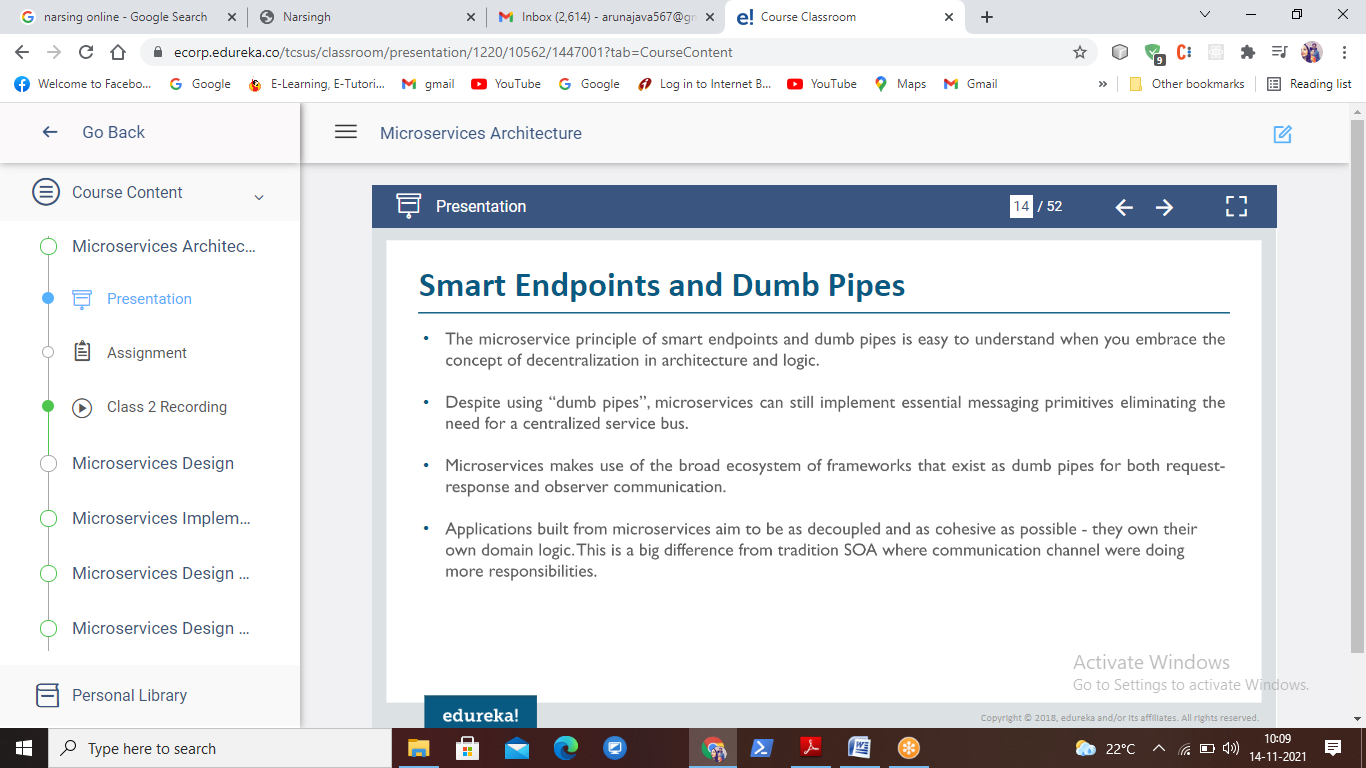 narsing online - Google Search
Narsingh
Inbox (2,614) - arunajava567@gr
e! Course Classroom
ecorp.edureka.co/tcsus/classroom/presentation/1220/10562/1447001?tab=CourseContent
9
Welcome to Facebo...
Google
E-Learning, E-Tutori...
gmail
YouTube
Google
Log in to Internet B...
YouTube
Maps
Gmail
»
Other bookmarks
Reading list
Go Back
Microservices Architecture
Course Content
Microservices Architec...
Presentation
Assignment
Class 2 Recording
Microservices Design
Microservices Implem...
Microservices Design ...
Microservices Design ...
Personal Library
Presentation
14 / 52
Smart Endpoints and Dumb Pipes
• The microservice principle of smart endpoints and dumb pipes is easy to understand when you embrace the
concept of decentralization in architecture and logic.
• Despite using “dumb pipes”, microservices can still implement essential messaging primitives eliminating the
need for a centralized service bus.
• Microservices makes use of the broad ecosystem of frameworks that exist as dumb pipes for both request-
response and observer communication.
• Applications built from microservices aim to be as decoupled and as cohesive as possible - they own their
own domain logic. This is a big difference from tradition SOA where communication channel were doing
more responsibilities.
Activate Windows
Go to Settings to activate Windows.
edureka!
Copyright © 2018, edureka and/or its affiliates. All rights reserved.
Type here to search
22°C
10:09
14-11-2021